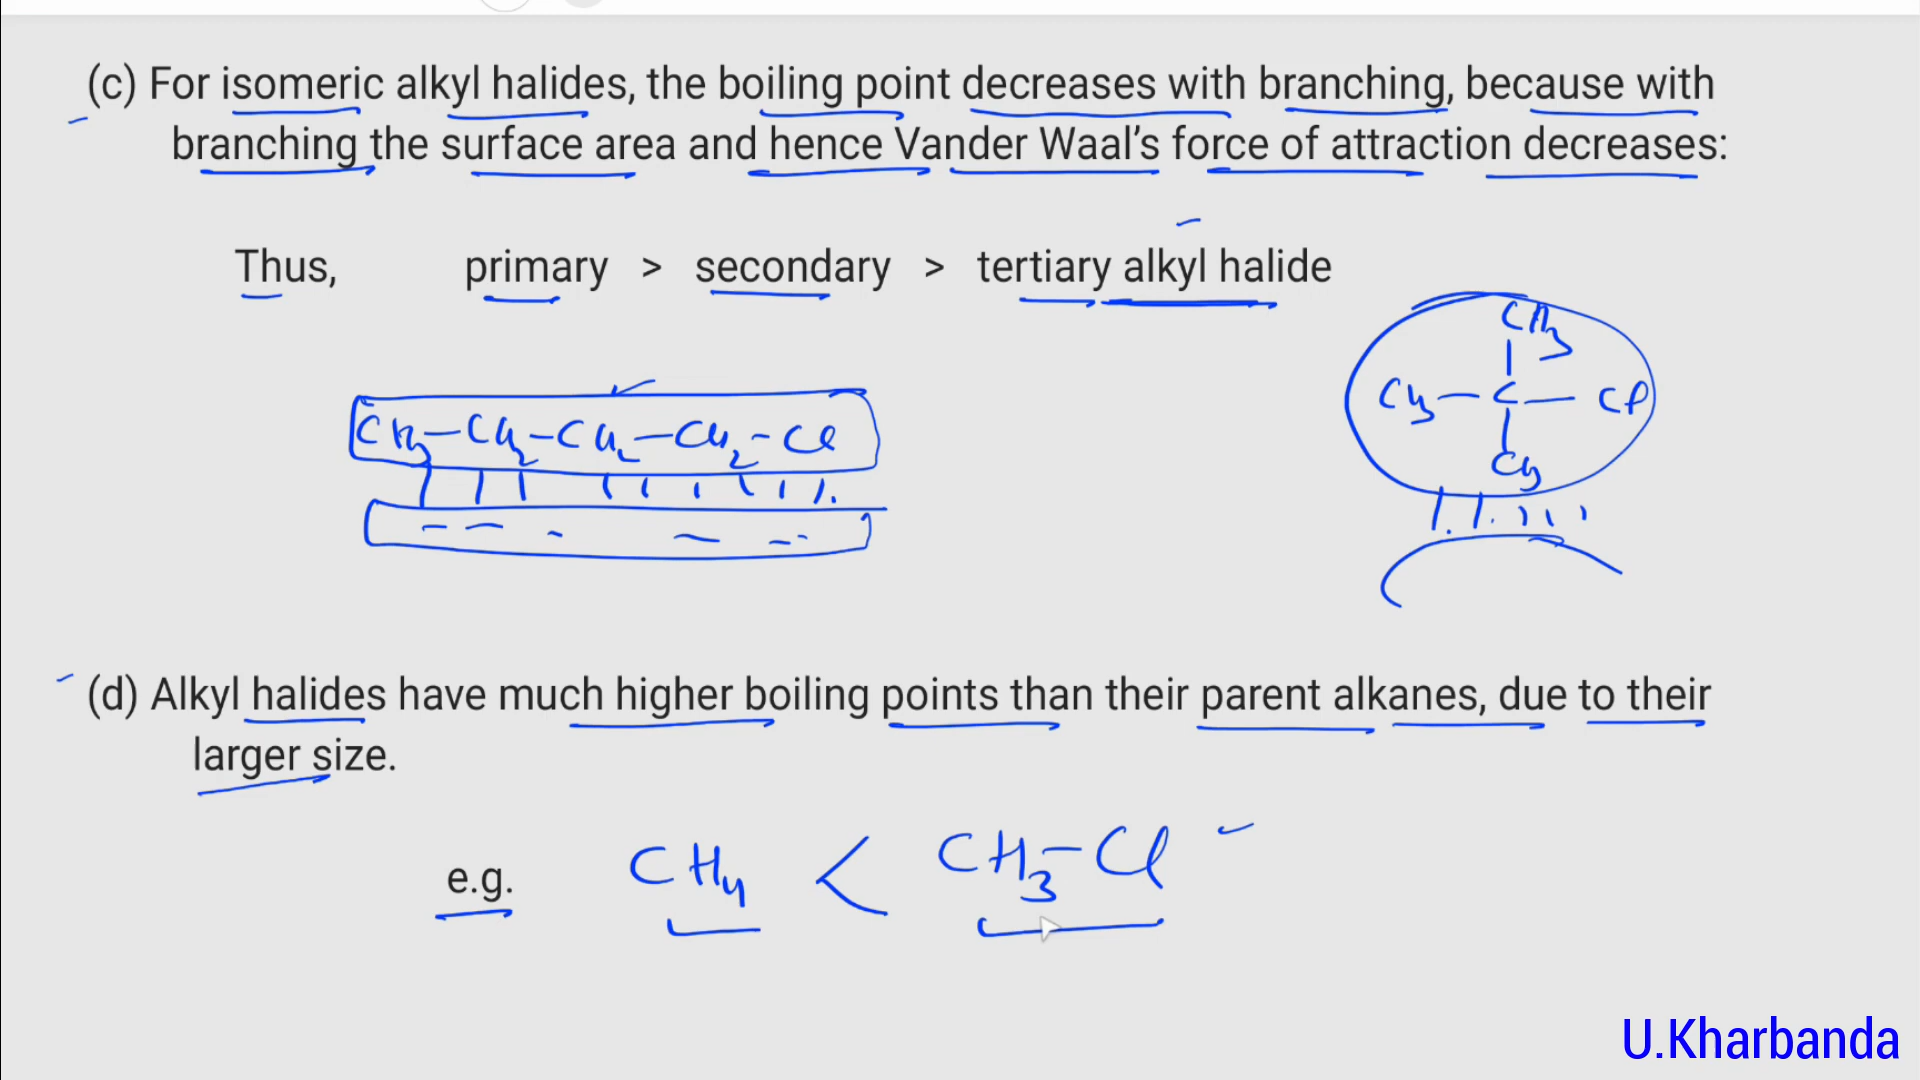 (c) For isomeric alkyl halides, the boiling point decreases with branching, because with
branching the surface area and hence Vander Waal's force of attraction decreases:
Thus, primary > secondary > tertiary alkyl halide
CH3
CH3-CH2-CH2-CH2-Cl
CH3-C-Cl
CH3
(d) Alkyl halides have much higher boiling points than their parent alkanes, due to their
larger size.
e.g. CH4 < CH3-Cl
U.Kharbanda